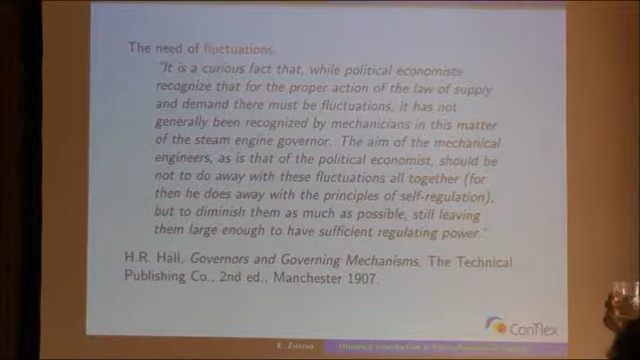 The need of fluctuations.
"It is a curious fact that, while political economists
recognize that for the proper action of the law of supply
and demand there must be fluctuations, it has not
generally been recognized by mechanicians in this matter
of the steam engine governor. The aim of the mechanical
engineers, as is that of the political economist, should be
not to do away with these fluctuations all together (for
then he does away with the principles of self-regulation),
but to diminish them as much as possible, still leaving
them large enough to have sufficient regulating power."
H.R. Hall, Governors and Governing Mechanisms, The Technical
Publishing Co., 2nd ed., Manchester 1907.
ConFlex
E. Zuazua
Historical introduction &